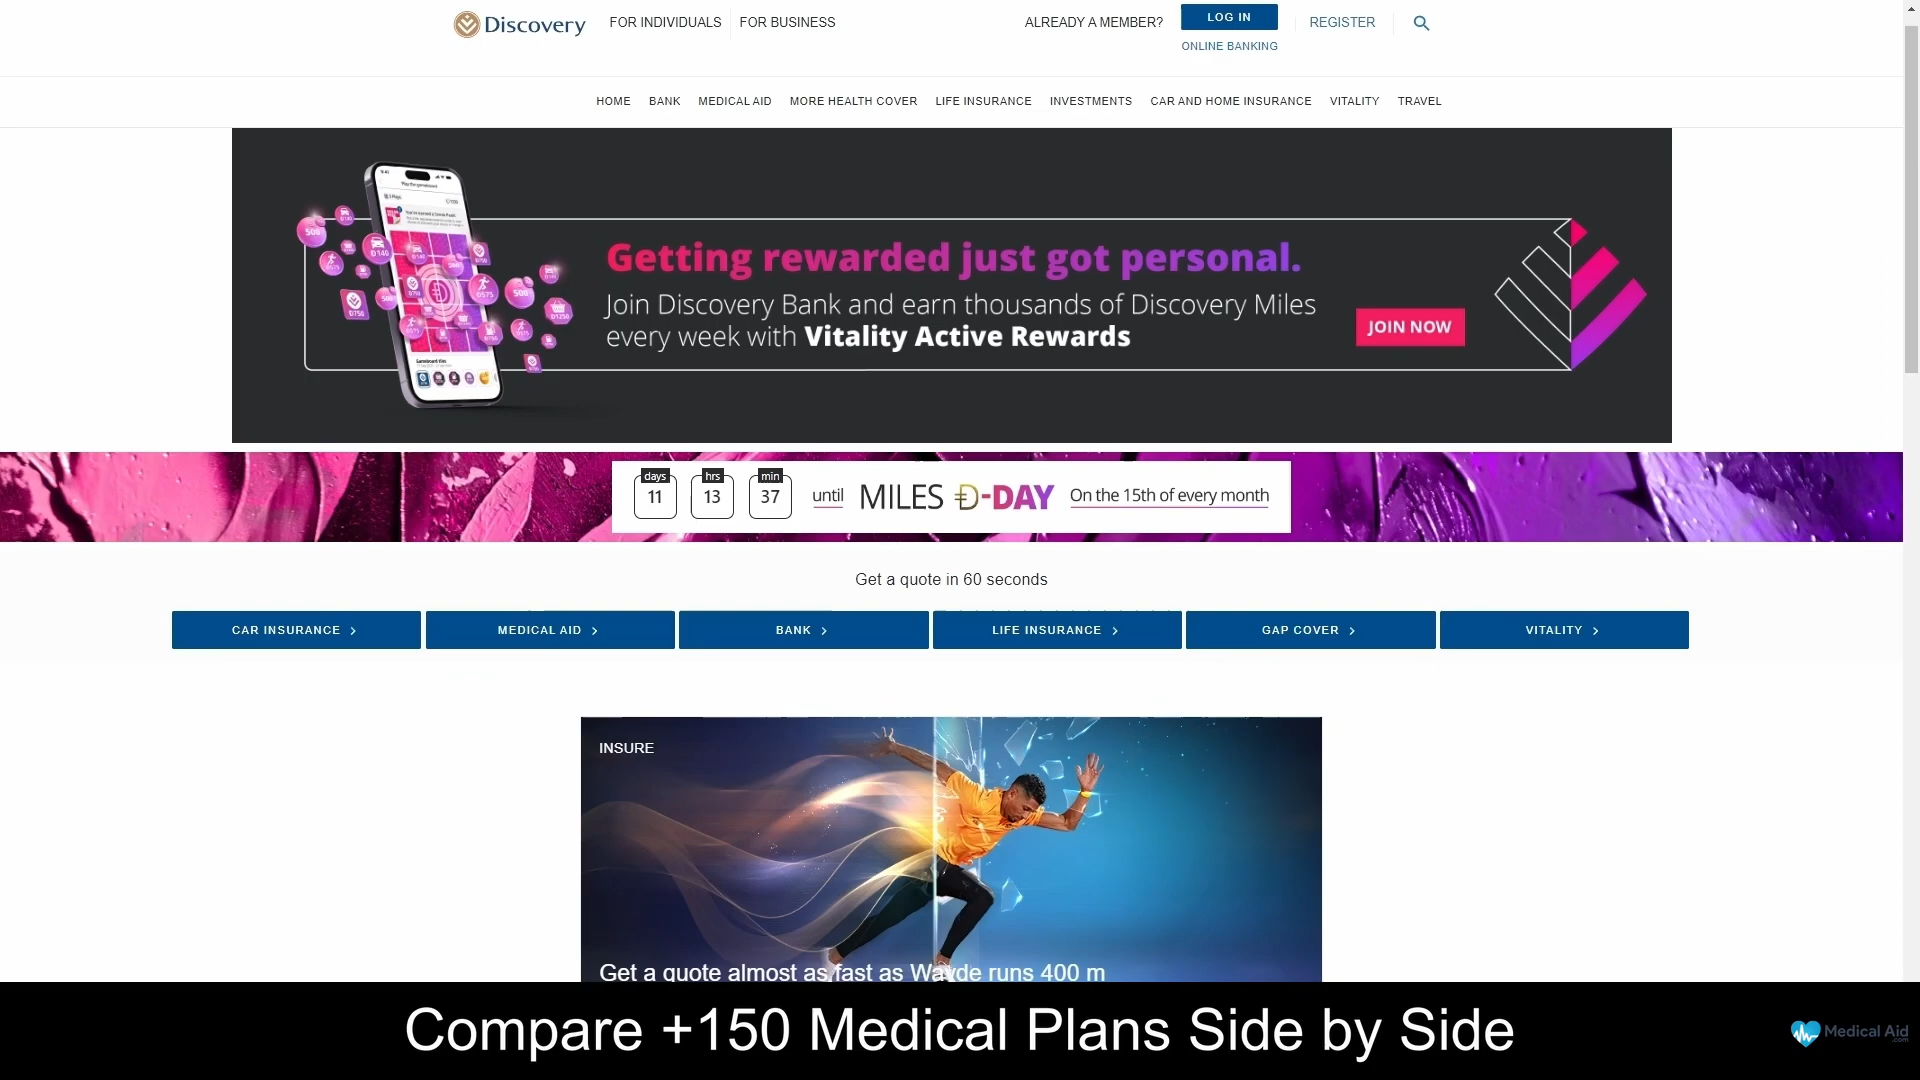 Discovery
FOR INDIVIDUALS
FOR BUSINESS
ALREADY A MEMBER?
LOG IN
REGISTER
ONLINE BANKING
HOME
BANK
MEDICAL AID
MORE HEALTH COVER
LIFE INSURANCE
INVESTMENTS
CAR AND HOME INSURANCE
VITALITY
TRAVEL
Getting rewarded just got personal.
Join Discovery Bank and earn thousands of Discovery Miles
every week with Vitality Active Rewards
JOIN NOW
days hrs min
11 13 37 until MILES D-DAY On the 15th of every month
Get a quote in 60 seconds
CAR INSURANCE
MEDICAL AID
BANK
LIFE INSURANCE
GAP COVER
VITALITY
INSURE
Get a quote almost as fast as Wayde runs 400 m
Compare +150 Medical Plans Side by Side
Medical Aid
.com